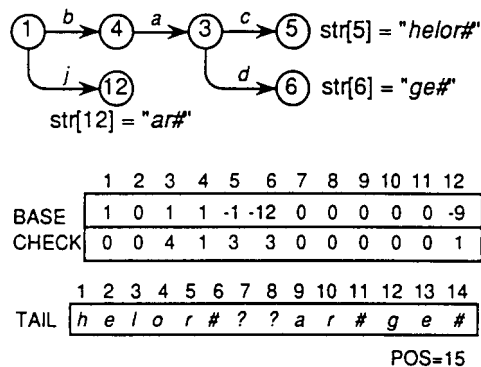 b a c
1 4 3 5 str[5] = "helor#"
j d
12 6 str[6] = "ge#"
str[12] = "ar#"
1 2 3 4 5 6 7 8 9 10 11 12
BASE 1 0 1 1 -1 -12 0 0 0 0 0 -9
CHECK 0 0 4 1 3 3 0 0 0 0 0 1
1 2 3 4 5 6 7 8 9 10 11 12 13 14
TAIL h e l o r # ? ? a r # g e #
POS=15